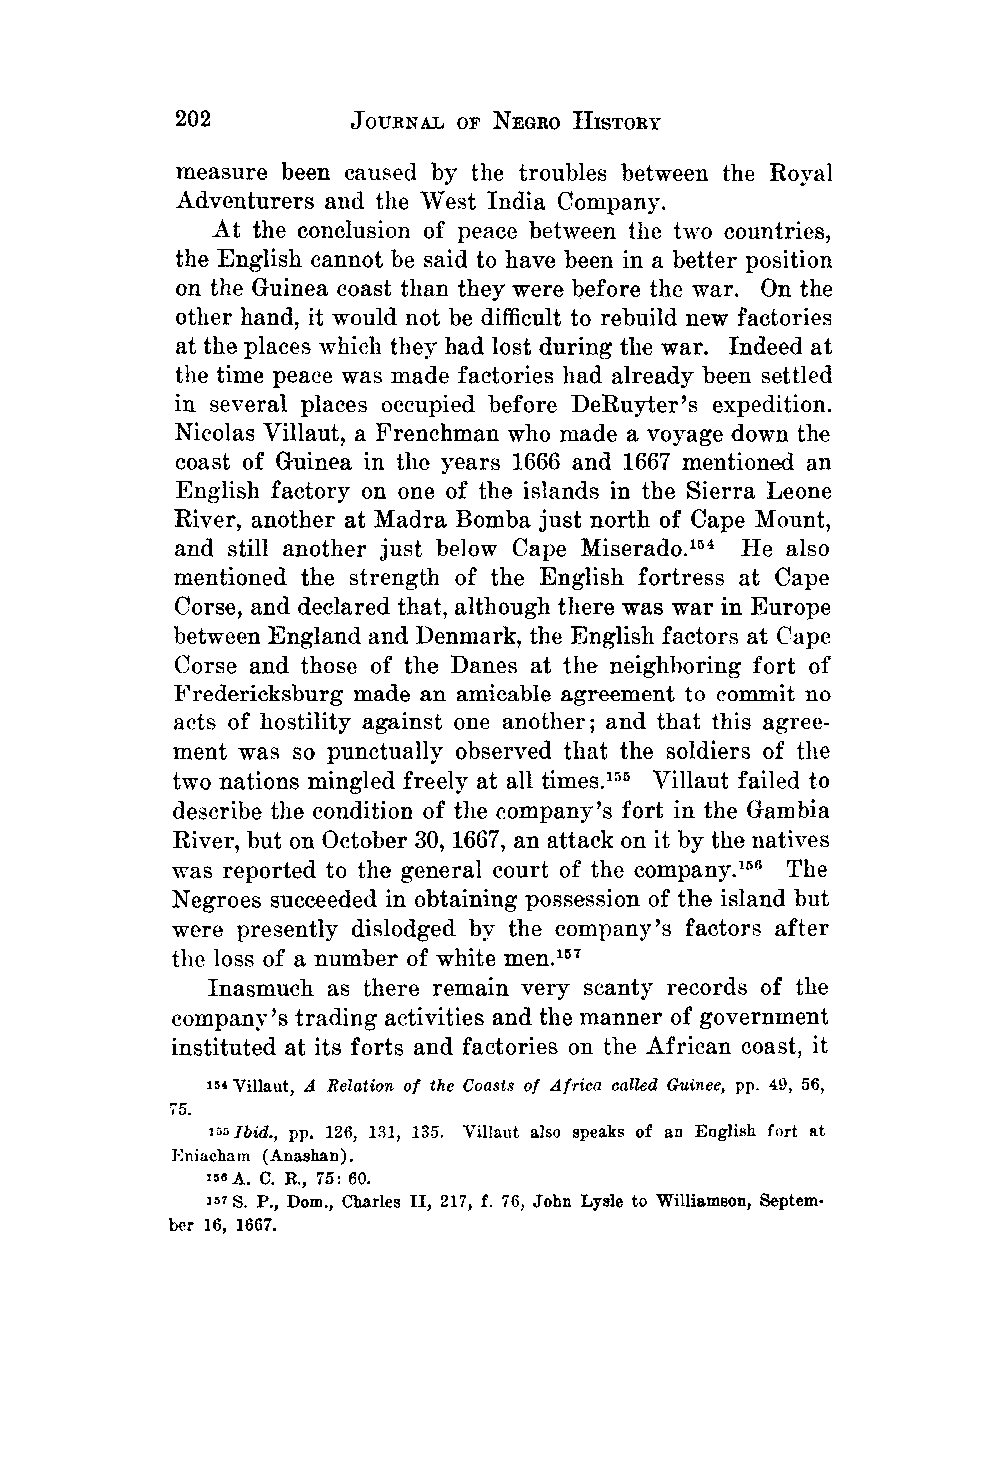 202 JOURNAL OF NEGRO HISTORY
measure been caused by the troubles between the Royal
Adventurers and the West India Company.
At the conclusion of peace between the two countries,
the English cannot be said to have been in a better position
on the Guinea coast than they were before the war. On the
other hand, it would not be difficult to rebuild new factories
at the places which they had lost during the war. Indeed at
the time peace was made factories had already been settled
in several places occupied before DeRuyter's expedition.
Nicolas Villaut, a Frenchman who made a voyage down the
coast of Guinea in the years 1666 and 1667 mentioned an
English factory on one of the islands in the Sierra Leone
River, another at Madra Bomba just north of Cape Mount,
and still another just below Cape Miserado.¹⁵⁴ He also
mentioned the strength of the English fortress at Cape
Corse, and declared that, although there was war in Europe
between England and Denmark, the English factors at Cape
Corse and those of the Danes at the neighboring fort of
Fredericksburg made an amicable agreement to commit no
acts of hostility against one another; and that this agree-
ment was so punctually observed that the soldiers of the
two nations mingled freely at all times.¹⁵⁵ Villaut failed to
describe the condition of the company's fort in the Gambia
River, but on October 30, 1667, an attack on it by the natives
was reported to the general court of the company.¹⁵⁶ The
Negroes succeeded in obtaining possession of the island but
were presently dislodged by the company's factors after
the loss of a number of white men.¹⁵⁷
Inasmuch as there remain very scanty records of the
company's trading activities and the manner of government
instituted at its forts and factories on the African coast, it
¹⁵⁴ Villaut, A Relation of the Coasts of Africa called Guinee, pp. 49, 56,
75.
¹⁵⁵ Ibid., pp. 126, 131, 135. Villaut also speaks of an English fort at
Eniacham (Anashan).
¹⁵⁶ A. C. R., 75: 60.
¹⁵⁷ S. P., Dom., Charles II, 217, f. 76, John Lysle to Williamson, Septem-
ber 16, 1667.